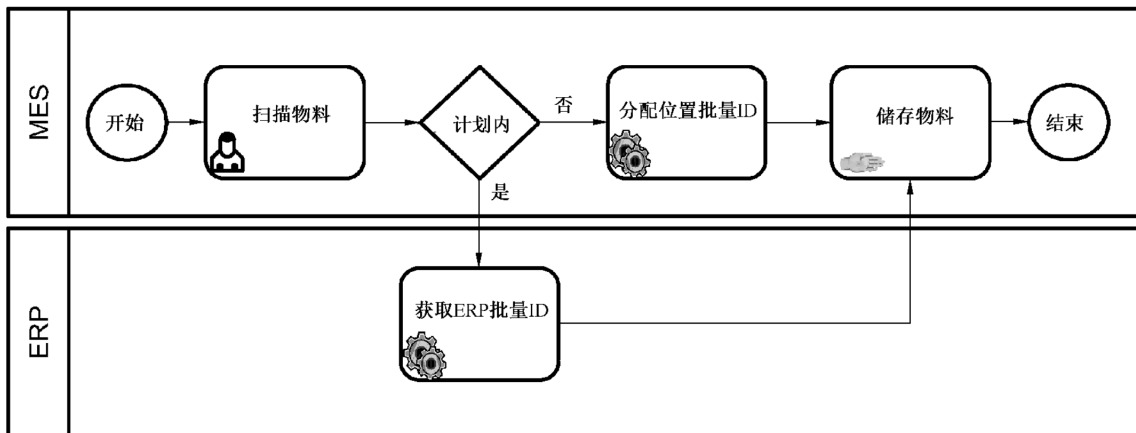 MES
开始
扫描物料
计划内
否
分配位置批量ID
储存物料
结束
是
ERP
获取ERP批量ID